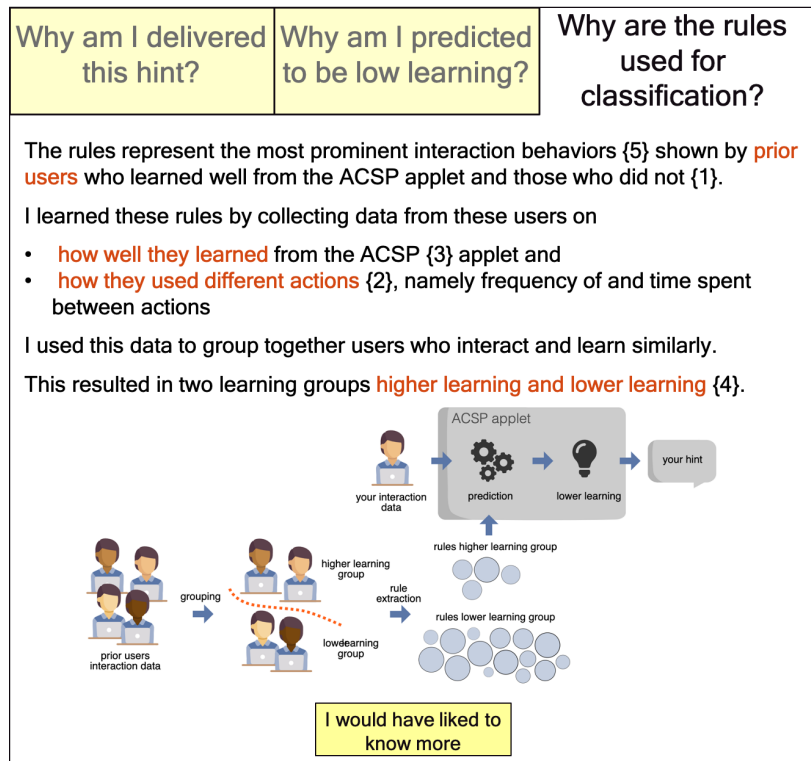 Why am I delivered
this hint?
Why am I predicted
to be low learning?
Why are the rules
used for
classification?
The rules represent the most prominent interaction behaviors {5} shown by prior
users who learned well from the ACSP applet and those who did not {1}.
I learned these rules by collecting data from these users on
• how well they learned from the ACSP {3} applet and
• how they used different actions {2}, namely frequency of and time spent
between actions
I used this data to group together users who interact and learn similarly.
This resulted in two learning groups higher learning and lower learning {4}.
ACSP applet
your interaction
data
prediction
lower learning
your hint
prior users
interaction data
grouping
higher learning
group
lower learning
group
rule
extraction
rules higher learning group
rules lower learning group
I would have liked to
know more